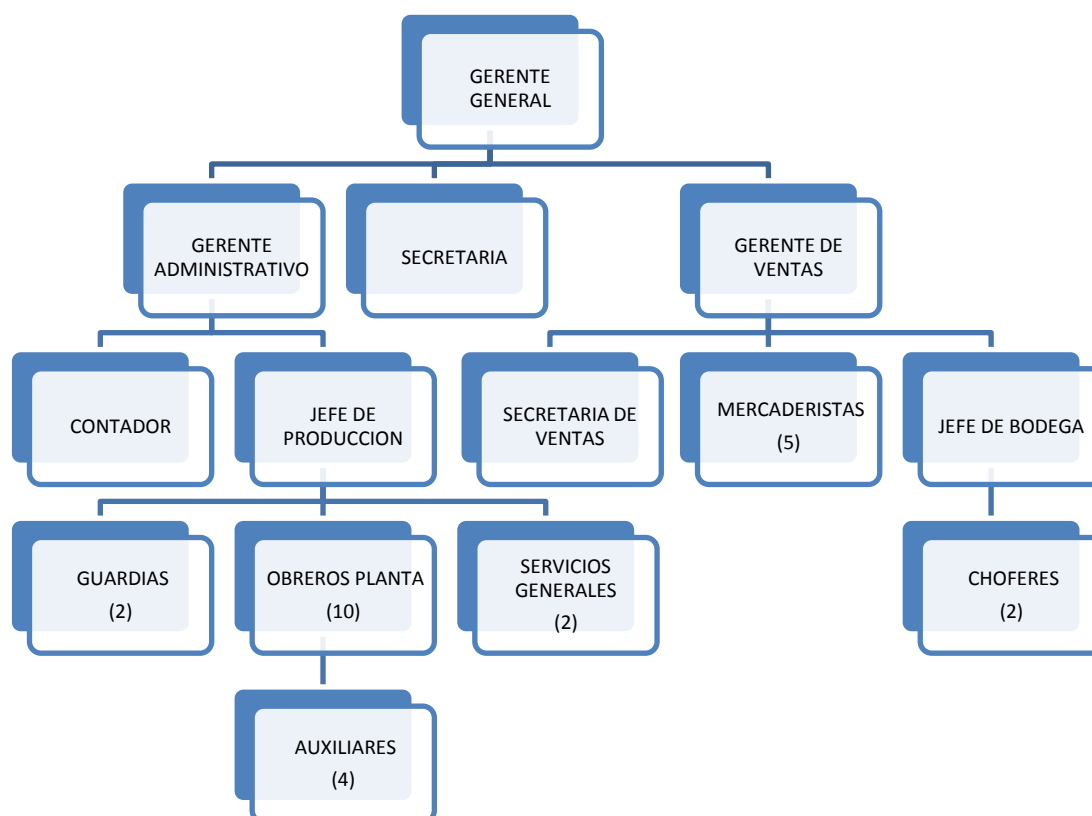 GERENTE
GENERAL
GERENTE
ADMINISTRATIVO
SECRETARIA
GERENTE DE
VENTAS
CONTADOR
JEFE DE
PRODUCCION
SECRETARIA DE
VENTAS
MERCADERISTAS
(5)
JEFE DE BODEGA
GUARDIAS
(2)
OBREROS PLANTA
(10)
SERVICIOS
GENERALES
(2)
CHOFERES
(2)
AUXILIARES
(4)